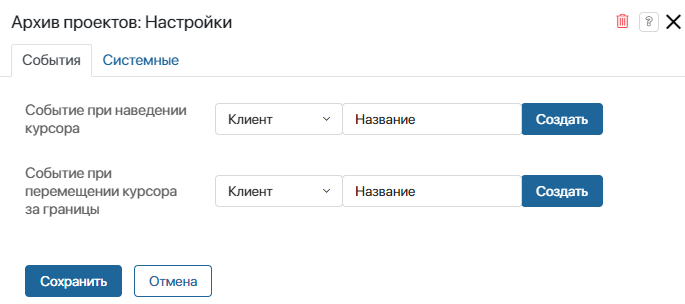 Архив проектов: Настройки
?
События
Системные
Событие при наведении
курсора
Клиент
Название
Создать
Событие при
перемещении курсора
за границы
Клиент
Название
Создать
Сохранить
Отмена